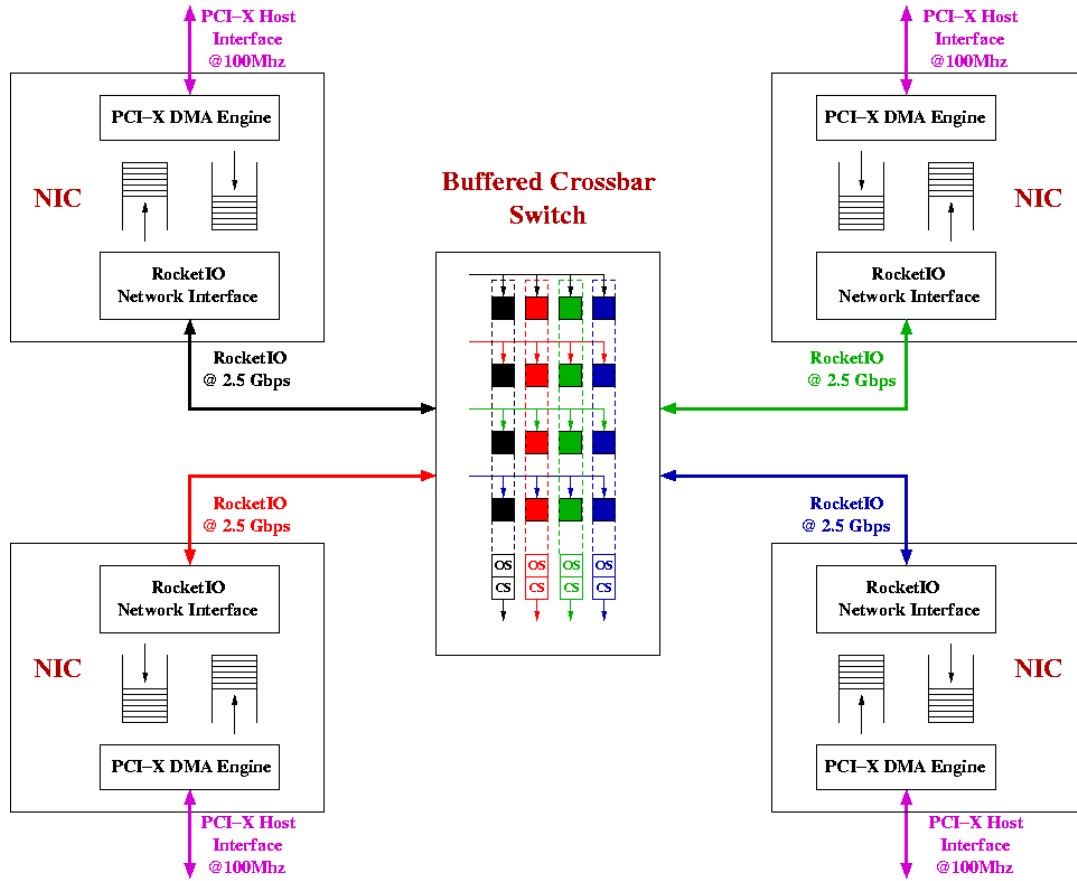 PCI–X Host
Interface
@100Mhz
PCI–X DMA Engine
NIC
RocketIO
Network Interface
RocketIO
@ 2.5 Gbps
PCI–X Host
Interface
@100Mhz
PCI–X DMA Engine
NIC
RocketIO
Network Interface
RocketIO
@ 2.5 Gbps
Buffered Crossbar
Switch
OS OS OS OS
CS CS CS CS
RocketIO
@ 2.5 Gbps
RocketIO
Network Interface
NIC
PCI–X DMA Engine
PCI–X Host
Interface
@100Mhz
RocketIO
@ 2.5 Gbps
RocketIO
Network Interface
NIC
PCI–X DMA Engine
PCI–X Host
Interface
@100Mhz